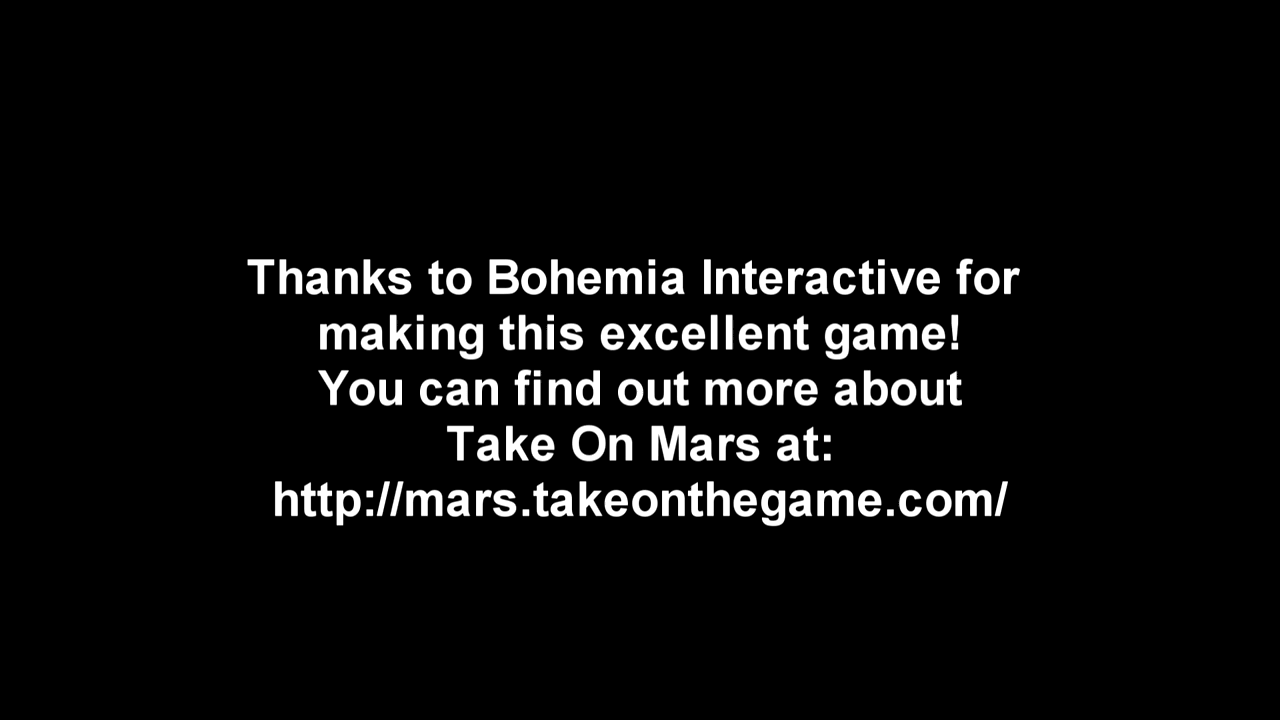 Thanks to Bohemia Interactive for
making this excellent game!
You can find out more about
Take On Mars at:
http://mars.takeonthegame.com/